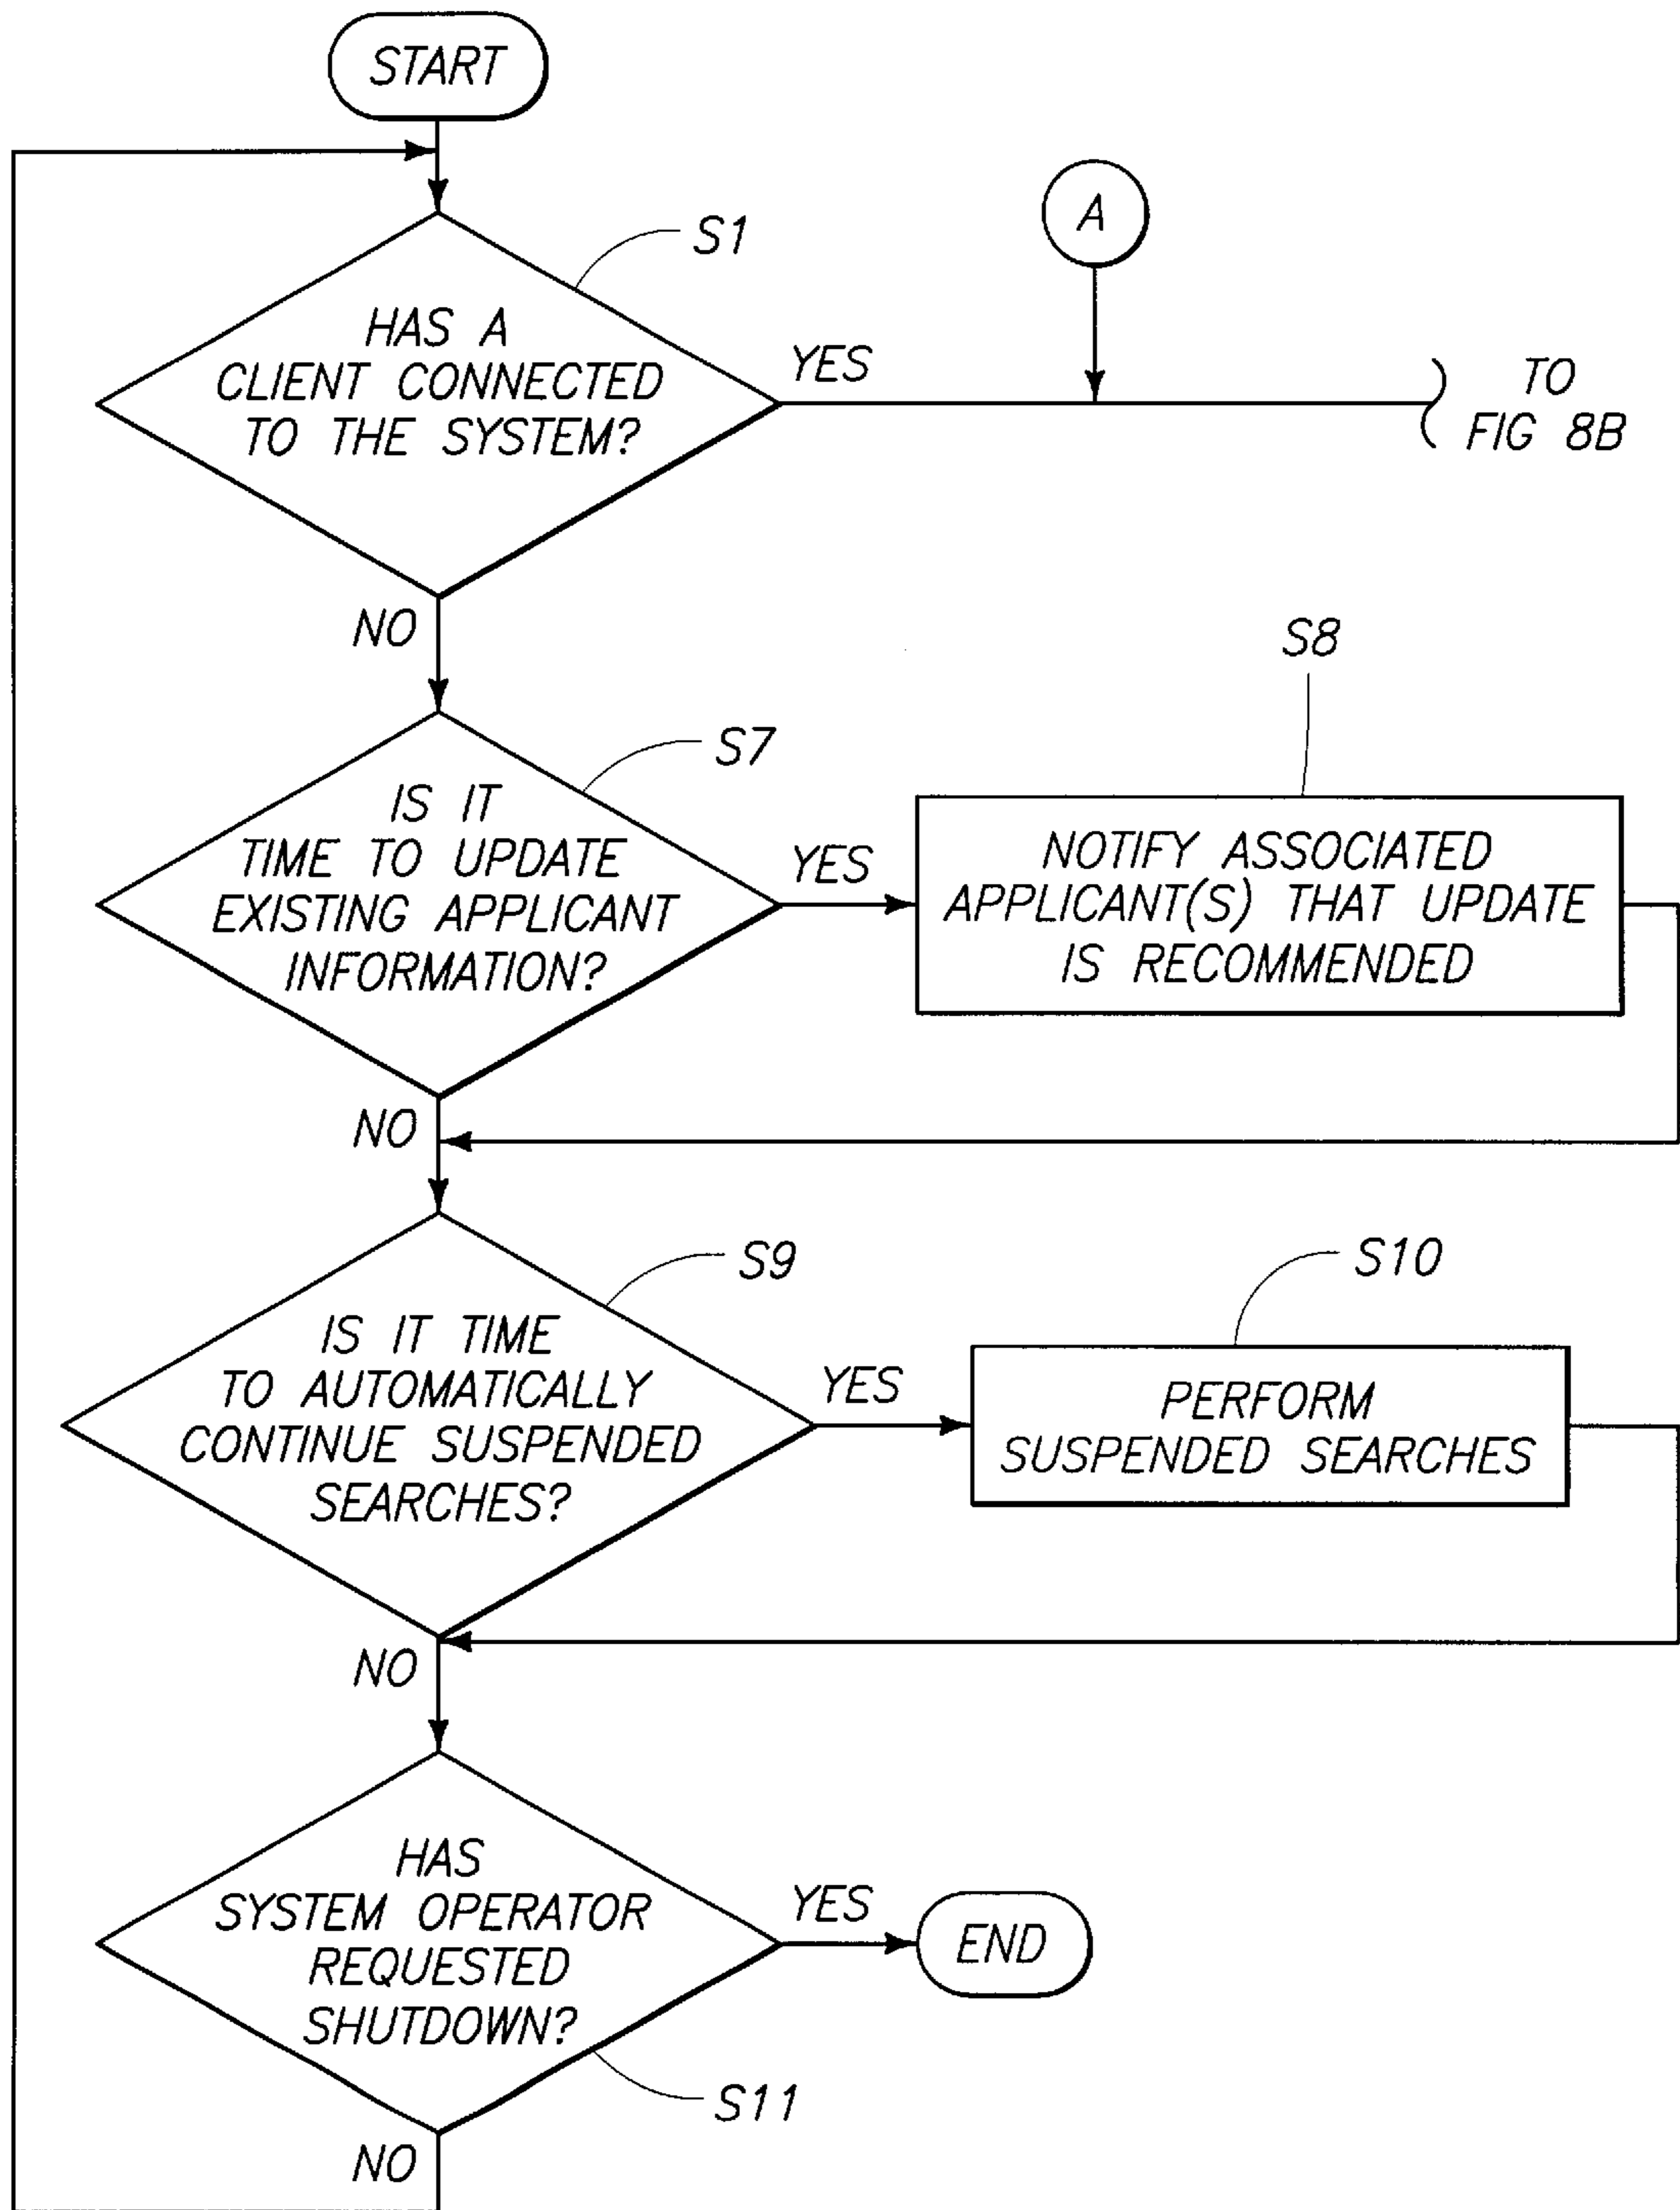 START
S1
A
HAS A
CLIENT CONNECTED
TO THE SYSTEM?
YES
TO
FIG 8B
NO
S7
S8
IS IT
TIME TO UPDATE
EXISTING APPLICANT
INFORMATION?
YES
NOTIFY ASSOCIATED
APPLICANT(S) THAT UPDATE
IS RECOMMENDED
NO
S9
S10
IS IT TIME
TO AUTOMATICALLY
CONTINUE SUSPENDED
SEARCHES?
YES
PERFORM
SUSPENDED SEARCHES
NO
HAS
SYSTEM OPERATOR
REQUESTED
SHUTDOWN?
YES
END
S11
NO